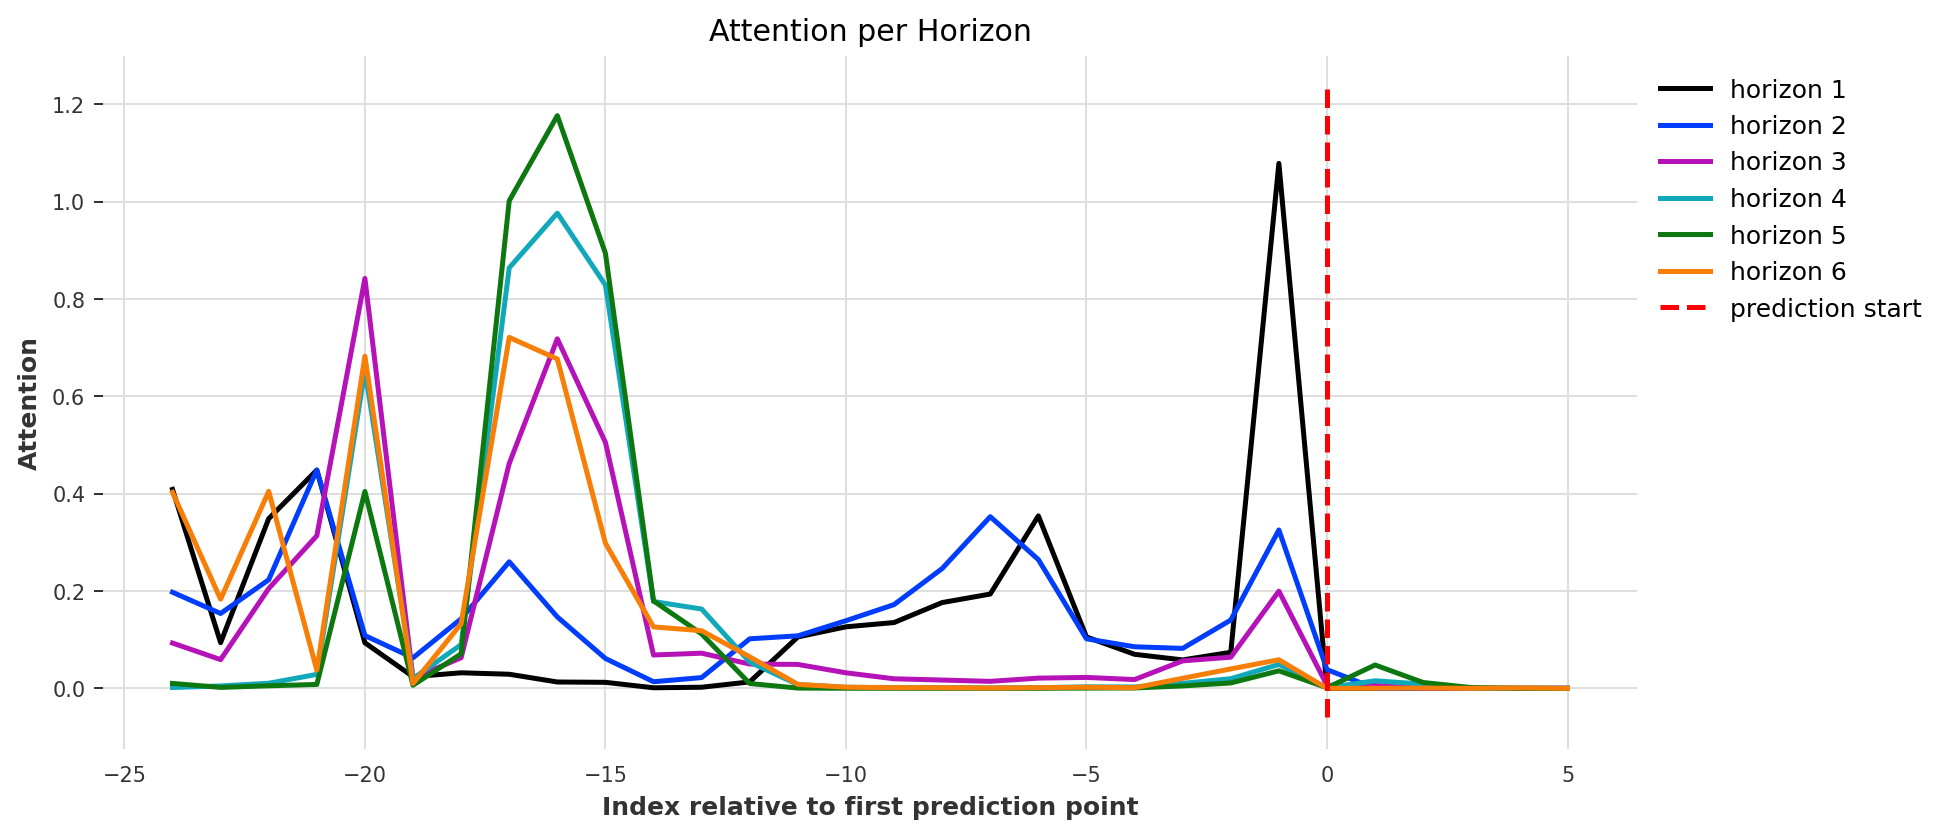 Attention per Horizon
Attention
1.2
1.0
0.8
0.6
0.4
0.2
0.0
−25
−20
−15
−10
−5
0
5
Index relative to first prediction point
horizon 1
horizon 2
horizon 3
horizon 4
horizon 5
horizon 6
prediction start